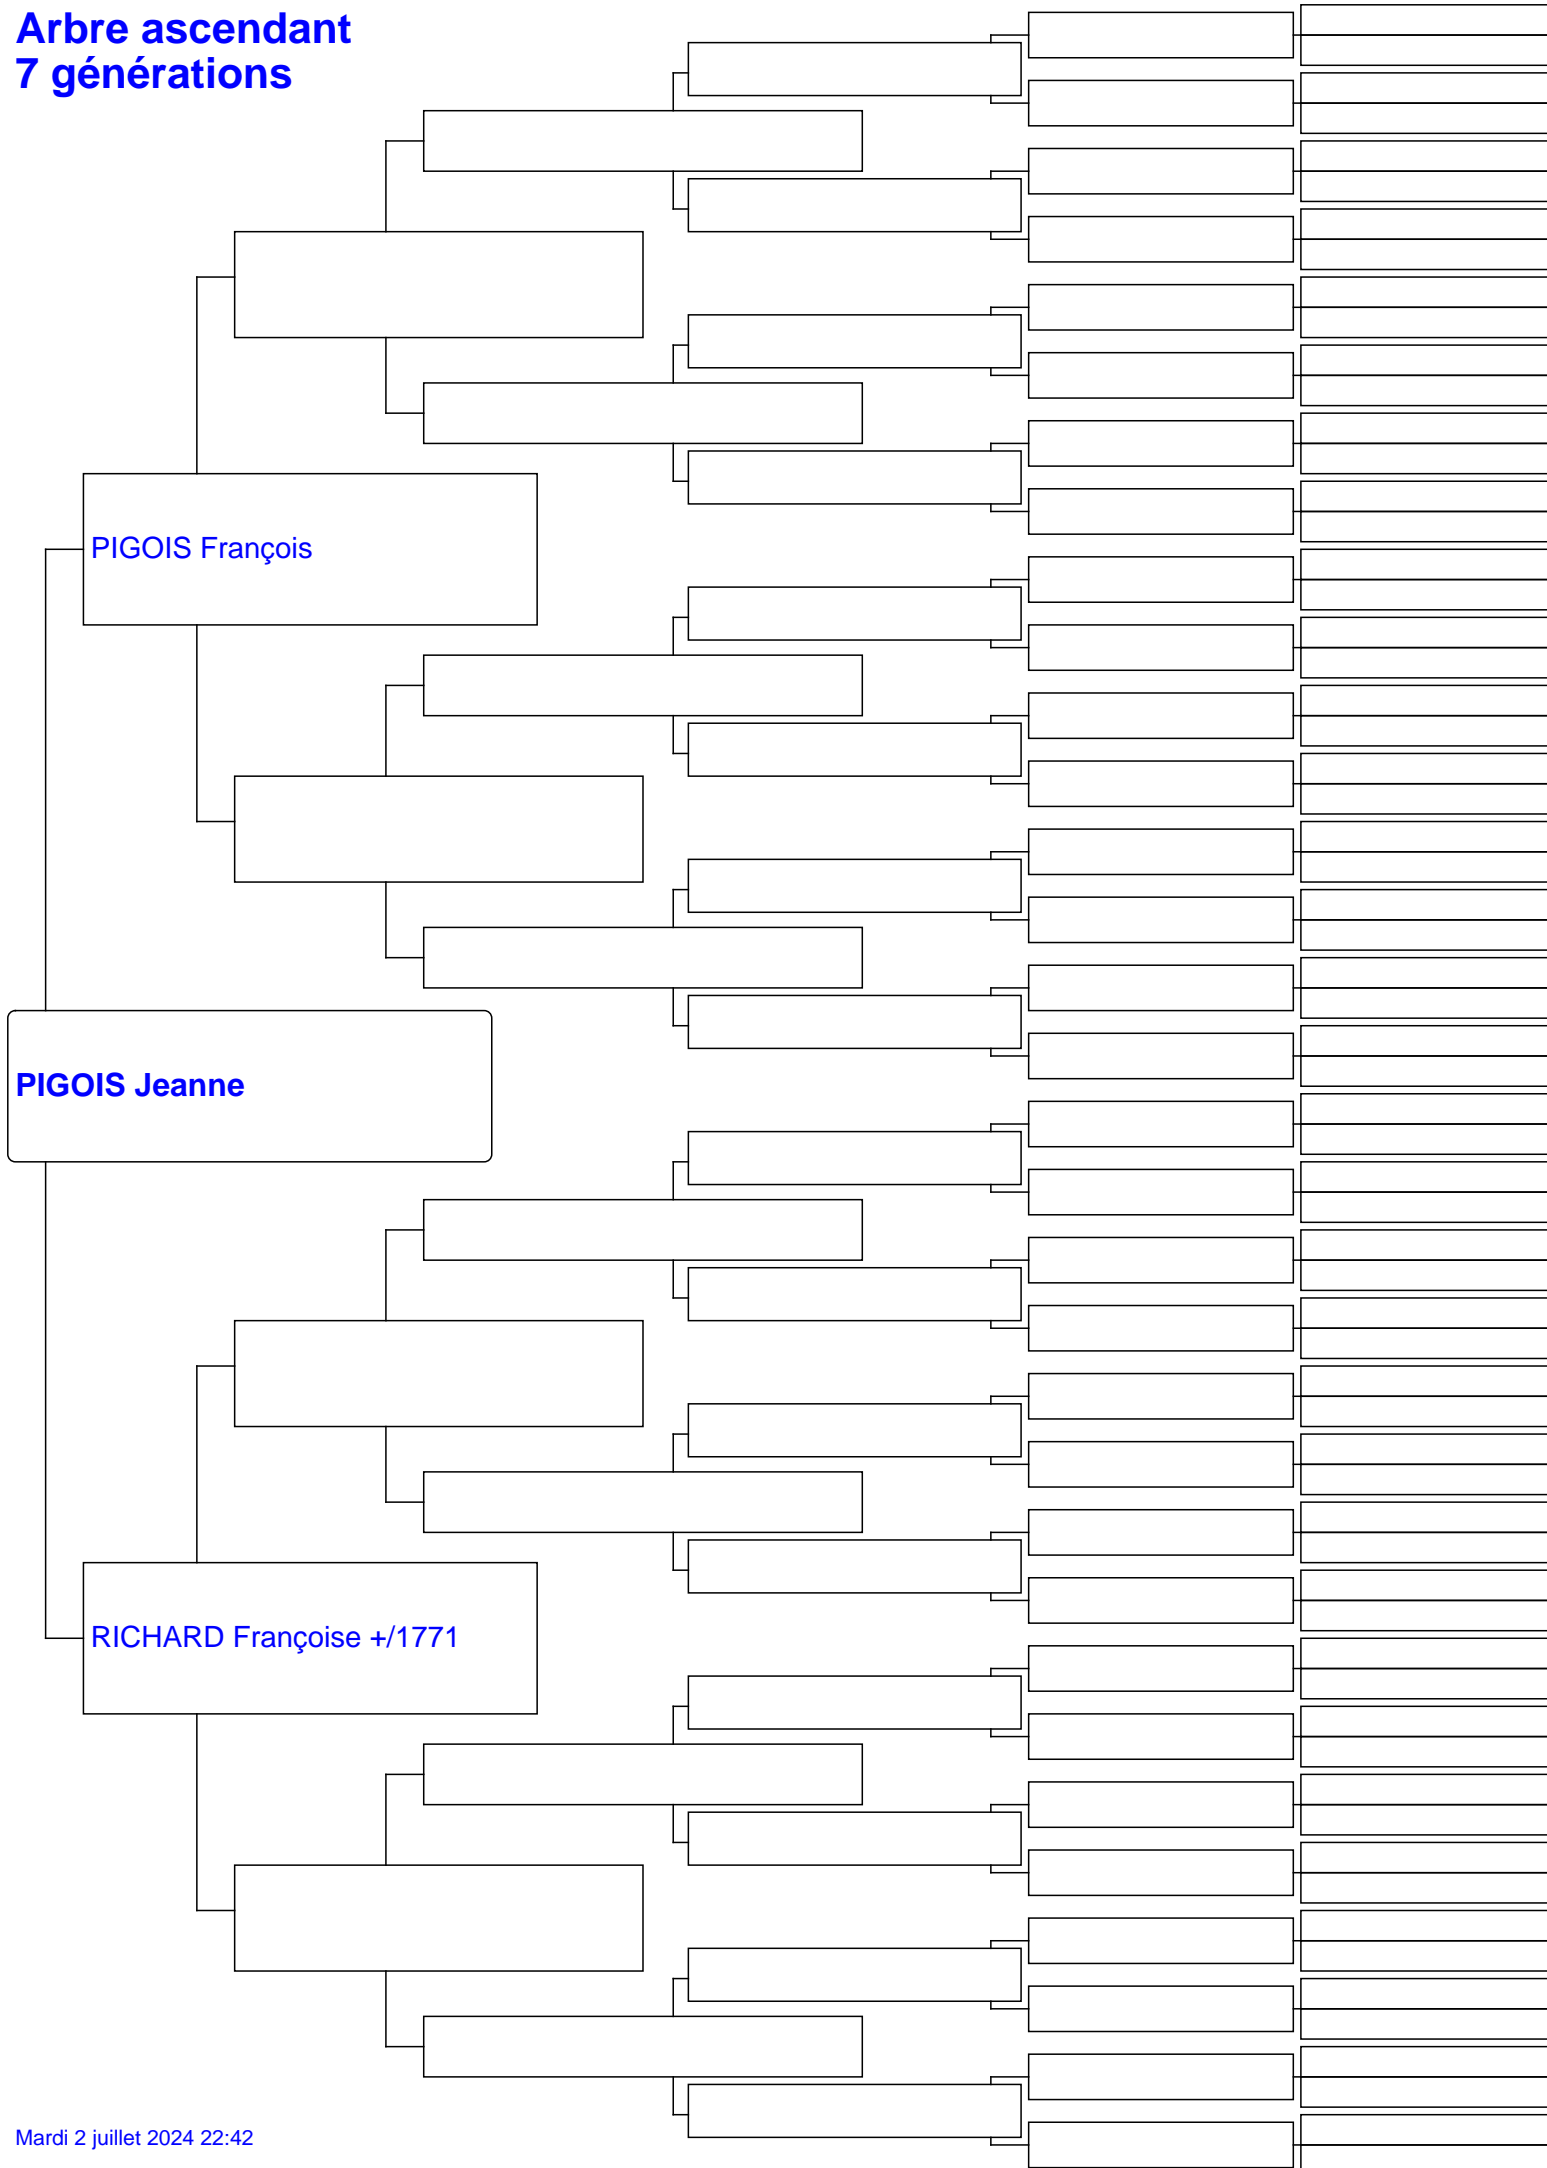 Arbre ascendant
7 générations
PIGOIS François
PIGOIS Jeanne
RICHARD Françoise +/1771
Mardi 2 juillet 2024 22:42